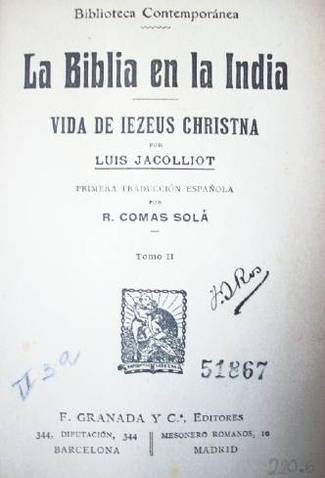 Biblioteca Contemporánea
La Biblia en la India
VIDA DE IEZEUS CHRISTNA
POR
LUIS JACOLLIOT
PRIMERA TRADUCCIÓN ESPAÑOLA
POR
R. COMAS SOLÁ
Tomo II
51867
F. GRANADA Y C.ª, EDITORES
344, DIPUTACIÓN, 344
BARCELONA
MESONERO ROMANOS, 10
MADRID